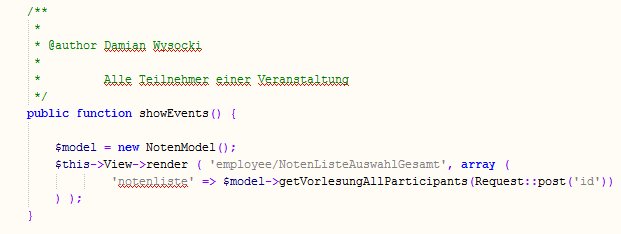 /**
*
* @author Damian Wysocki
*
* Alle Teilnehmer einer Veranstaltung
*/
public function showEvents() {
$model = new NotenModel();
$this->View->render ( 'employee/NotenListeAuswahlGesamt', array (
'notenliste' => $model->getVorlesungAllParticipants(Request::post('id'))
) );
}